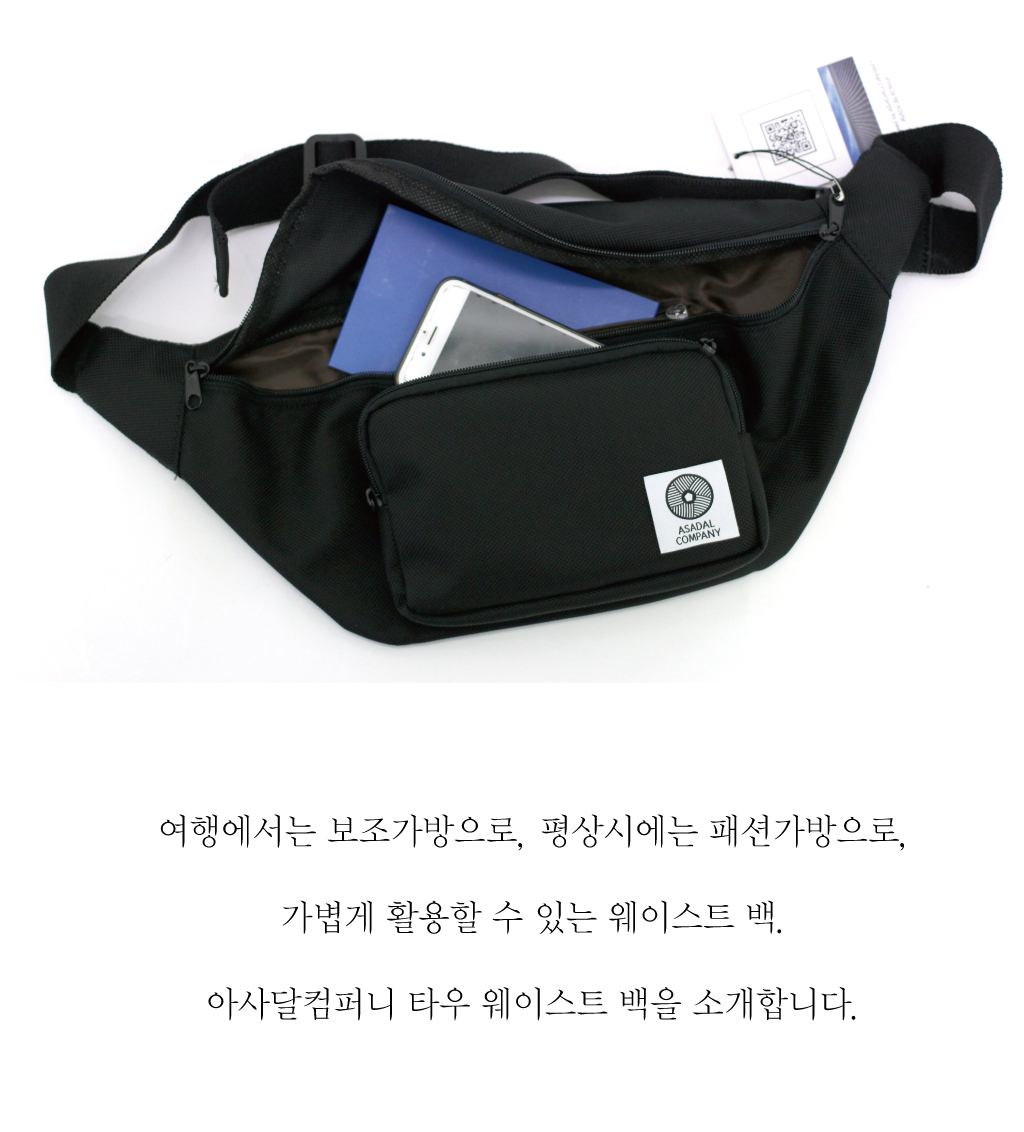 ASADAL
COMPANY
여행에서는 보조가방으로, 평상시에는 패션가방으로,
가볍게 활용할 수 있는 웨이스트 백.
아사달컴퍼니 타우 웨이스트 백을 소개합니다.